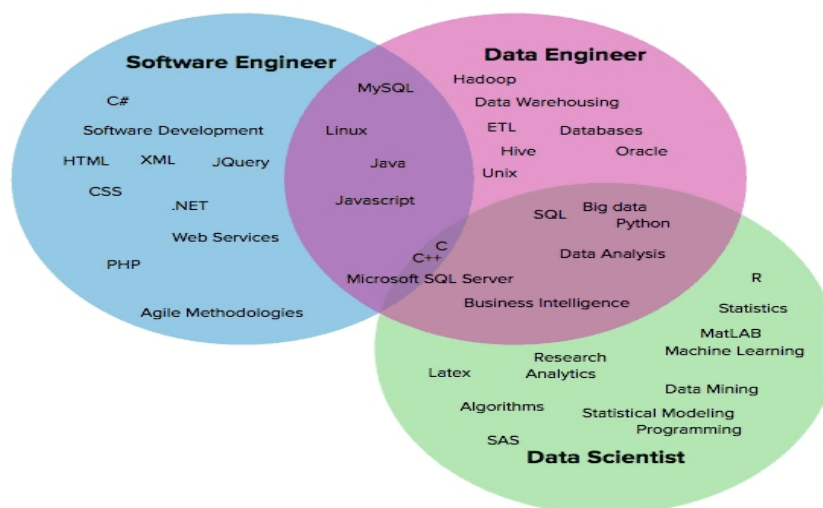 Software Engineer
C#
Software Development
HTML
XML
JQuery
CSS
.NET
Web Services
PHP
Agile Methodologies
MySQL
Linux
Java
Javascript
C
C++
Microsoft SQL Server
Data Engineer
Hadoop
Data Warehousing
ETL
Databases
Hive
Oracle
Unix
SQL
Big data
Python
Data Analysis
Business Intelligence
R
Statistics
MatLAB
Machine Learning
Research
Analytics
Latex
Data Mining
Algorithms
Statistical Modeling
Programming
SAS
Data Scientist